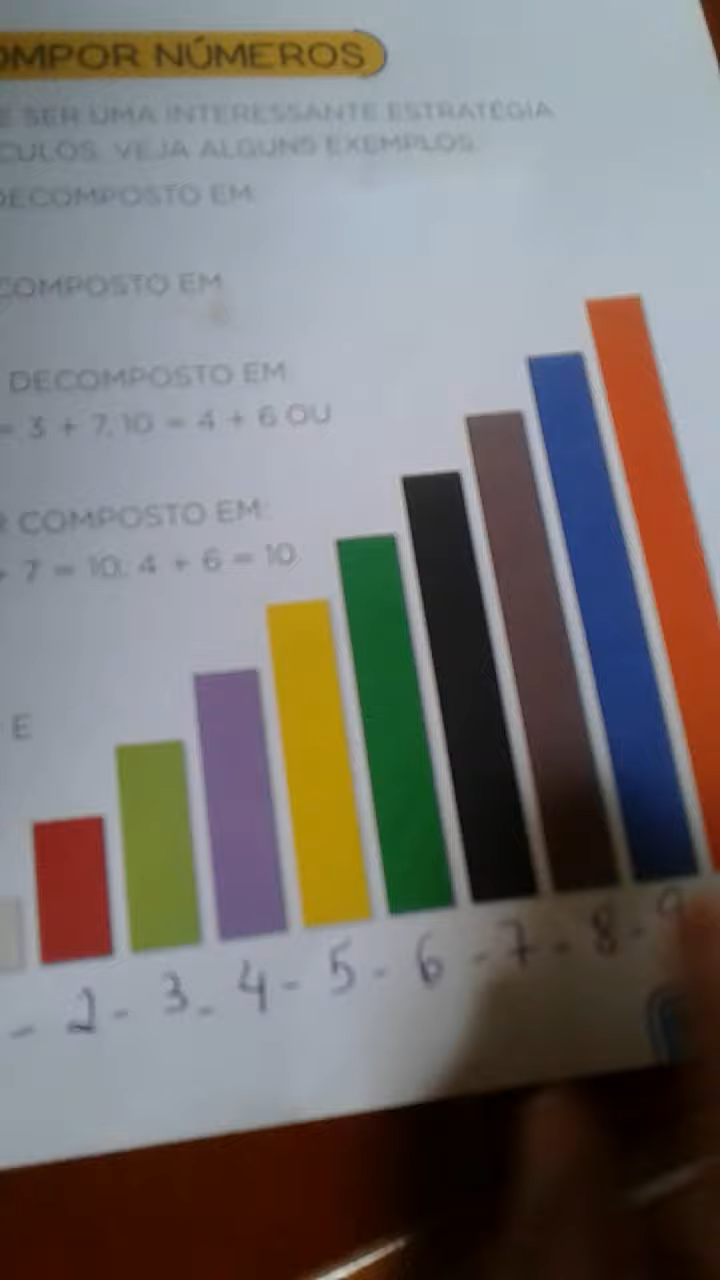 OMPOR NÚMEROS
E SER UMA INTERESSANTE ESTRATÉGIA
CULOS. VEJA ALGUNS EXEMPLOS:
DECOMPOSTO EM:
COMPOSTO EM
DECOMPOSTO EM
= 3 + 7, 10 = 4 + 6 OU
R COMPOSTO EM:
+ 7 = 10; 4 + 6 = 10
E
- 2 - 3 - 4 - 5 - 6 - 7 - 8 - 9